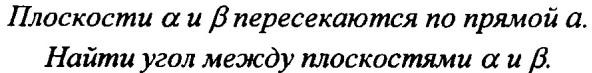 Плоскости α и β пересекаются по прямой a.
Найти угол между плоскостями α и β.